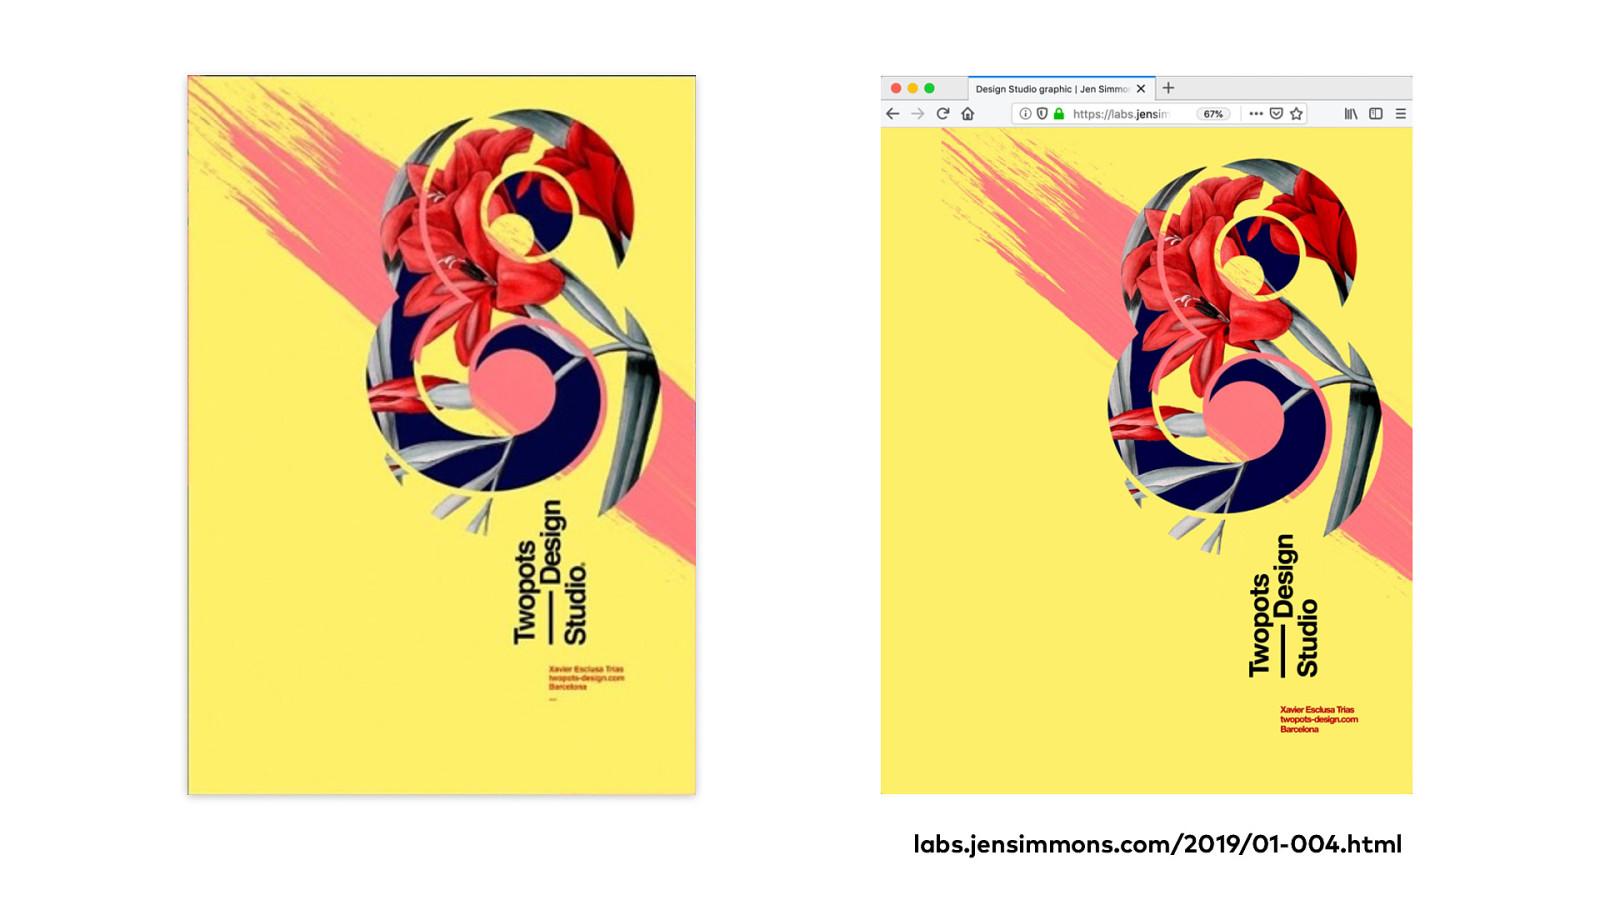 Twopots
— Design
Studio.
Xavier Esclusa Trias
twopots-design.com
Barcelona
—
Design Studio graphic | Jen Simmo
https://labs.jensim
67%
Twopots
— Design
Studio
Xavier Esclusa Trias
twopots-design.com
Barcelona
labs.jensimmons.com/2019/01-004.html